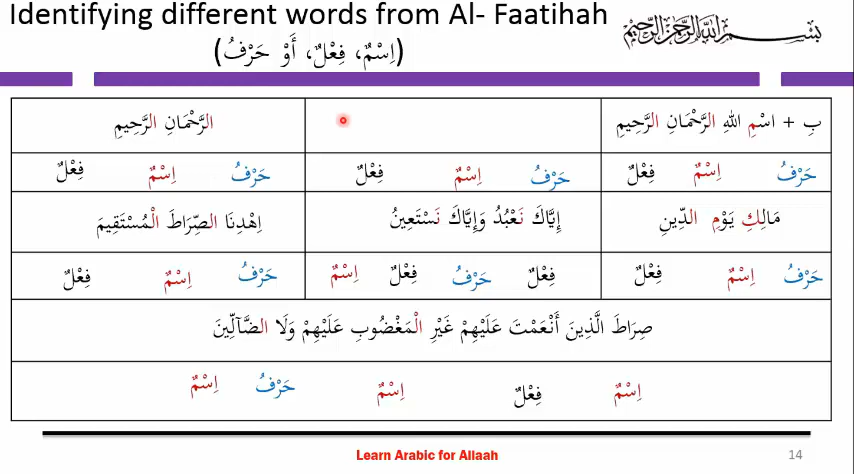 Identifying different words from Al- Faatihah
(اِسْمٌ، فِعْلٌ، أَوْ حَرْفُ)
بِسْمِ اللهِ الرَّحْمٰنِ الرَّحِيمِ
بِ + اسْمِ اللهِ الرَّحْمَانِ الرَّحِيمِ
الرَّحْمَانِ الرَّحِيمِ
حَرْفُ اِسْمٌ فِعْلٌ
حَرْفُ اِسْمٌ فِعْلٌ
حَرْفُ اِسْمٌ فِعْلٌ
مَالِكِ يَوْمِ الدِّينِ
إِيَّاكَ نَعْبُدُ وَإِيَّاكَ نَسْتَعِينُ
اِهْدِنَا الصِّرَاطَ الْمُسْتَقِيمَ
حَرْفُ اِسْمٌ فِعْلٌ
فِعْلٌ حَرْفُ فِعْلٌ اِسْمٌ
حَرْفُ اِسْمٌ فِعْلٌ
صِرَاطَ الَّذِينَ أَنْعَمْتَ عَلَيْهِمْ غَيْرِ الْمَغْضُوبِ عَلَيْهِمْ وَلَا الضَّآلِّينَ
اِسْمٌ فِعْلٌ اِسْمٌ حَرْفُ اِسْمٌ
Learn Arabic for Allaah
14